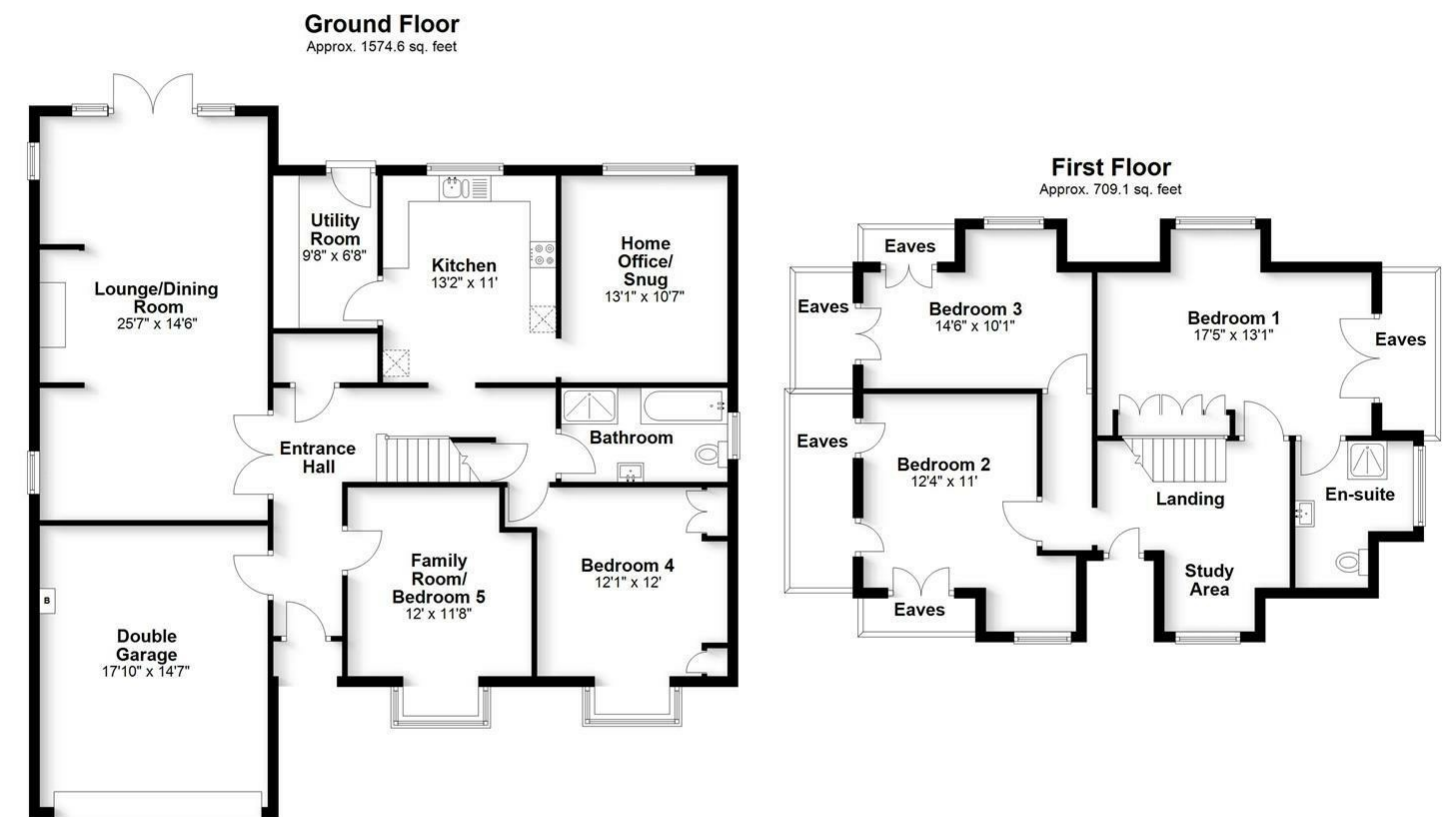 Ground Floor
Approx. 1574.6 sq. feet
Utility
Room
9'8" x 6'8"
Kitchen
13'2" x 11'
Home
Office/
Snug
13'1" x 10'7"
Lounge/Dining
Room
25'7" x 14'6"
Bathroom
Entrance
Hall
Family
Room/
Bedroom 5
12' x 11'8"
Bedroom 4
12'1" x 12'
B
Double
Garage
17'10" x 14'7"
First Floor
Approx. 709.1 sq. feet
Eaves
Eaves
Bedroom 3
14'6" x 10'1"
Bedroom 1
17'5" x 13'1"
Eaves
Eaves
Bedroom 2
12'4" x 11'
Landing
En-suite
Study
Area
Eaves